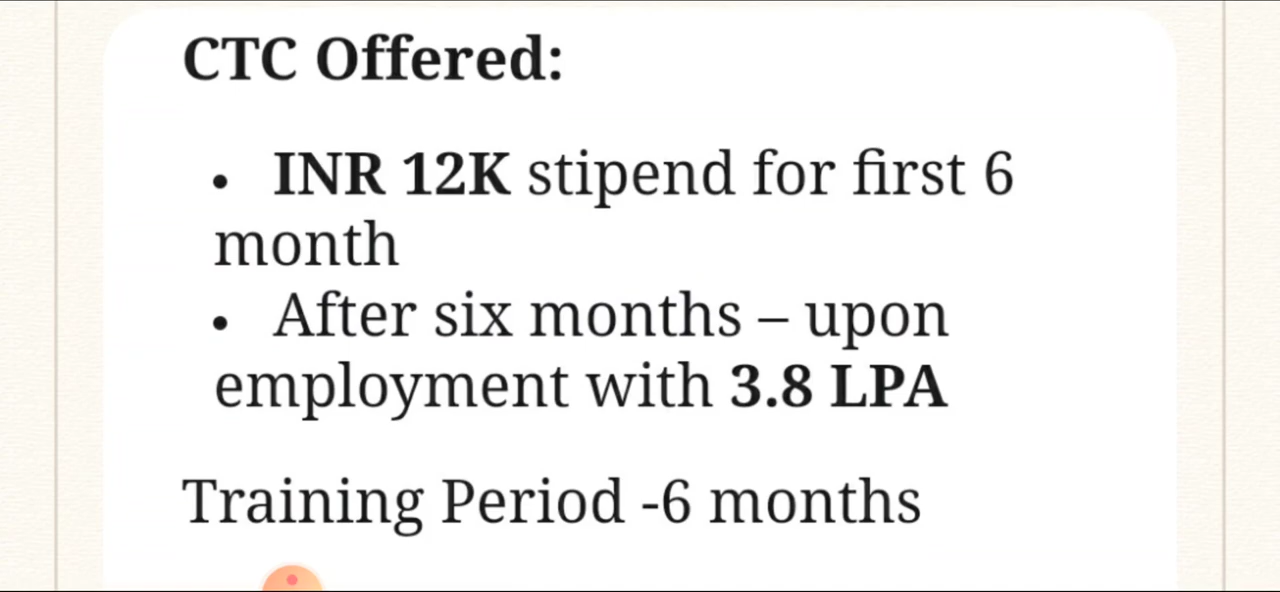 CTC Offered:
• INR 12K stipend for first 6
month
• After six months – upon
employment with 3.8 LPA
Training Period -6 months